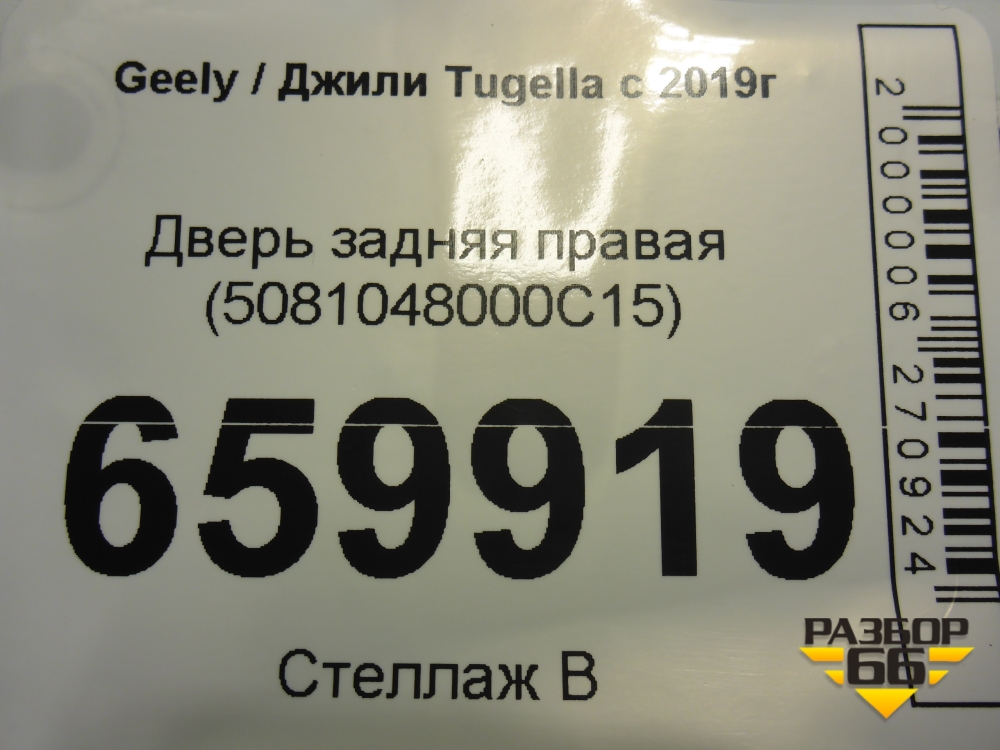 Geely / Джили Tugella с 2019г
Дверь задняя правая
(5081048000C15)
659919
Стеллаж В
2000006270924
РАЗБОР
66